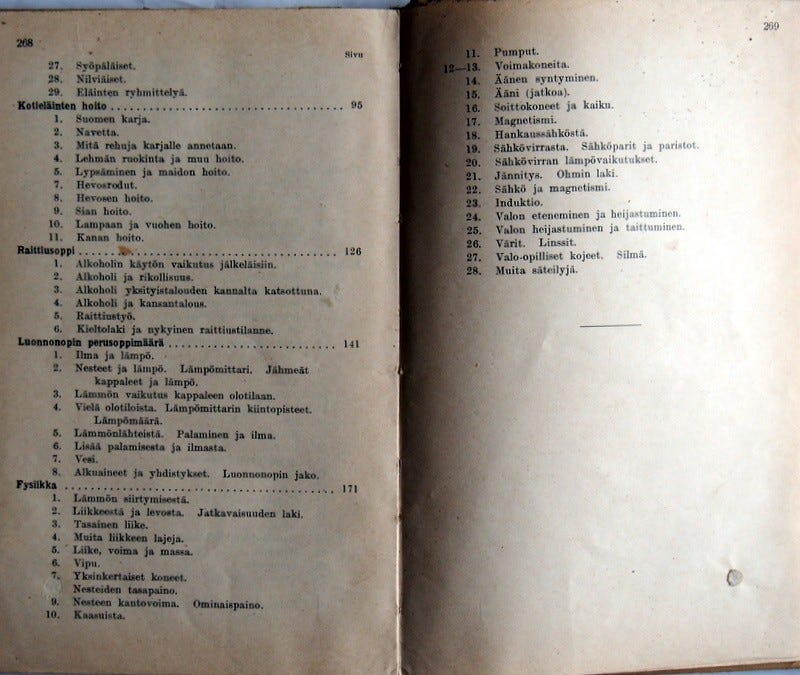 268
Sivu
27. Syöpäläiset.
28. Nilviäiset.
29. Eläinten ryhmittelyä.
Kotieläinten hoito . . . . . . . . . . . . . . . . . . . . . . . . . . . . . . 95
1. Suomen karja.
2. Navetta.
3. Mitä rehuja karjalle annetaan.
4. Lehmän ruokinta ja muu hoito.
5. Lypsäminen ja maidon hoito.
7. Hevosrodut.
8. Hevosen hoito.
9. Sian hoito.
10. Lampaan ja vuohen hoito.
11. Kanan hoito.
Raittiusoppi . . . . . . . . . . . . . . . . . . . . . . . . . . . . . . . . . . 126
1. Alkoholin käytön vaikutus jälkeläisiin.
2. Alkoholi ja rikollisuus.
3. Alkoholi yksityistalouden kannalta katsottuna.
4. Alkoholi ja kansantalous.
5. Raittiustyö.
6. Kieltolaki ja nykyinen raittiustilanne.
Luonnonopin perusoppimäärä . . . . . . . . . . . . . . . . . . . . . 141
1. Ilma ja lämpö.
2. Nesteet ja lämpö. Lämpömittari. Jähmeät
kappaleet ja lämpö.
3. Lämmön vaikutus kappaleen olotilaan.
4. Vielä olotiloista. Lämpömittarin kiintopisteet.
Lämpömäärä.
5. Lämmönlähteistä. Palaminen ja ilma.
6. Lisää palamisesta ja ilmasta.
7. Vesi.
8. Alkuaineet ja yhdistykset. Luonnonopin jako.
Fysiikka . . . . . . . . . . . . . . . . . . . . . . . . . . . . . . . . . . . . . . 171
1. Lämmön siirtymisestä.
2. Liikkeestä ja levosta. Jatkavaisuuden laki.
3. Tasainen liike.
4. Muita liikkeen lajeja.
5. Liike, voima ja massa.
6. Vipu.
7. Yksinkertaiset koneet.
Nesteiden tasapaino.
9. Nesteen kantovoima. Ominaispaino.
10. Kaasuista.
269
11. Pumput.
12—13. Voimakoneita.
14. Äänen syntyminen.
15. Ääni (jatkoa).
16. Soittokoneet ja kaiku.
17. Magnetismi.
18. Hankaussähköstä.
19. Sähkövirrasta. Sähköparit ja paristot.
20. Sähkövirran lämpövaikutukset.
21. Jännitys. Ohmin laki.
22. Sähkö ja magnetismi.
23. Induktio.
24. Valon eteneminen ja heijastuminen.
25. Valon heijastuminen ja taittuminen.
26. Värit. Linssit.
27. Valo-opilliset kojeet. Silmä.
28. Muita säteilyjä.